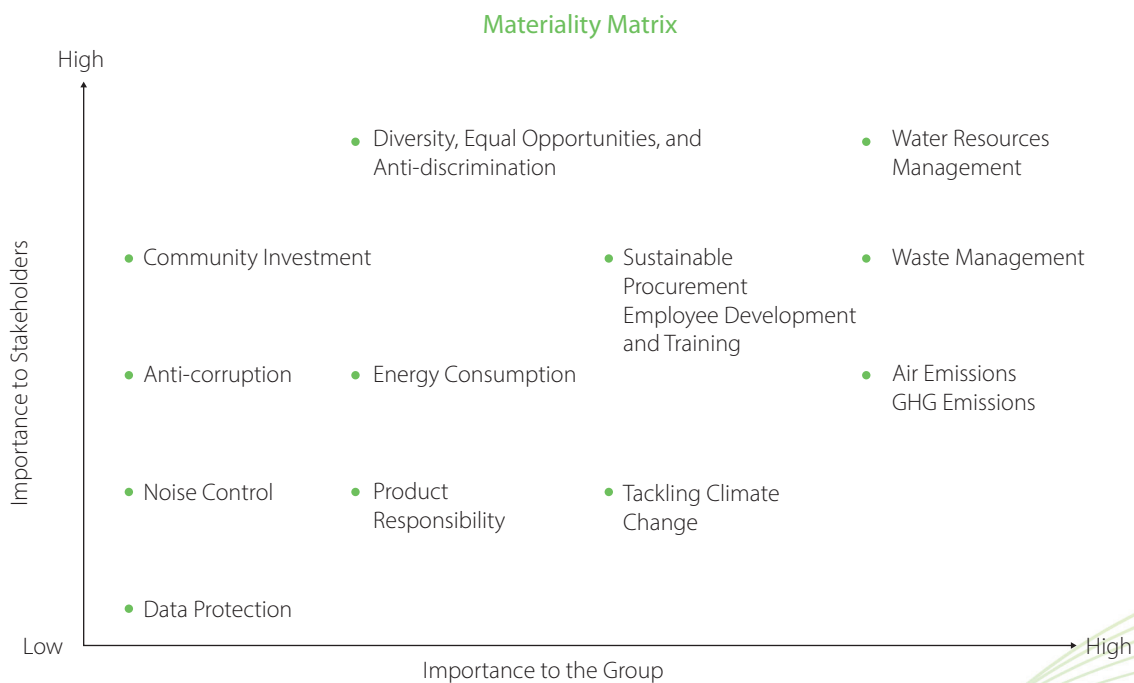 Materiality Matrix
High
Diversity, Equal Opportunities, and
Anti-discrimination
Water Resources
Management
Community Investment
Sustainable
Procurement
Employee Development
and Training
Waste Management
Anti-corruption
Energy Consumption
Air Emissions
GHG Emissions
Noise Control
Product
Responsibility
Tackling Climate
Change
Data Protection
Importance to Stakeholders
Low
High
Importance to the Group